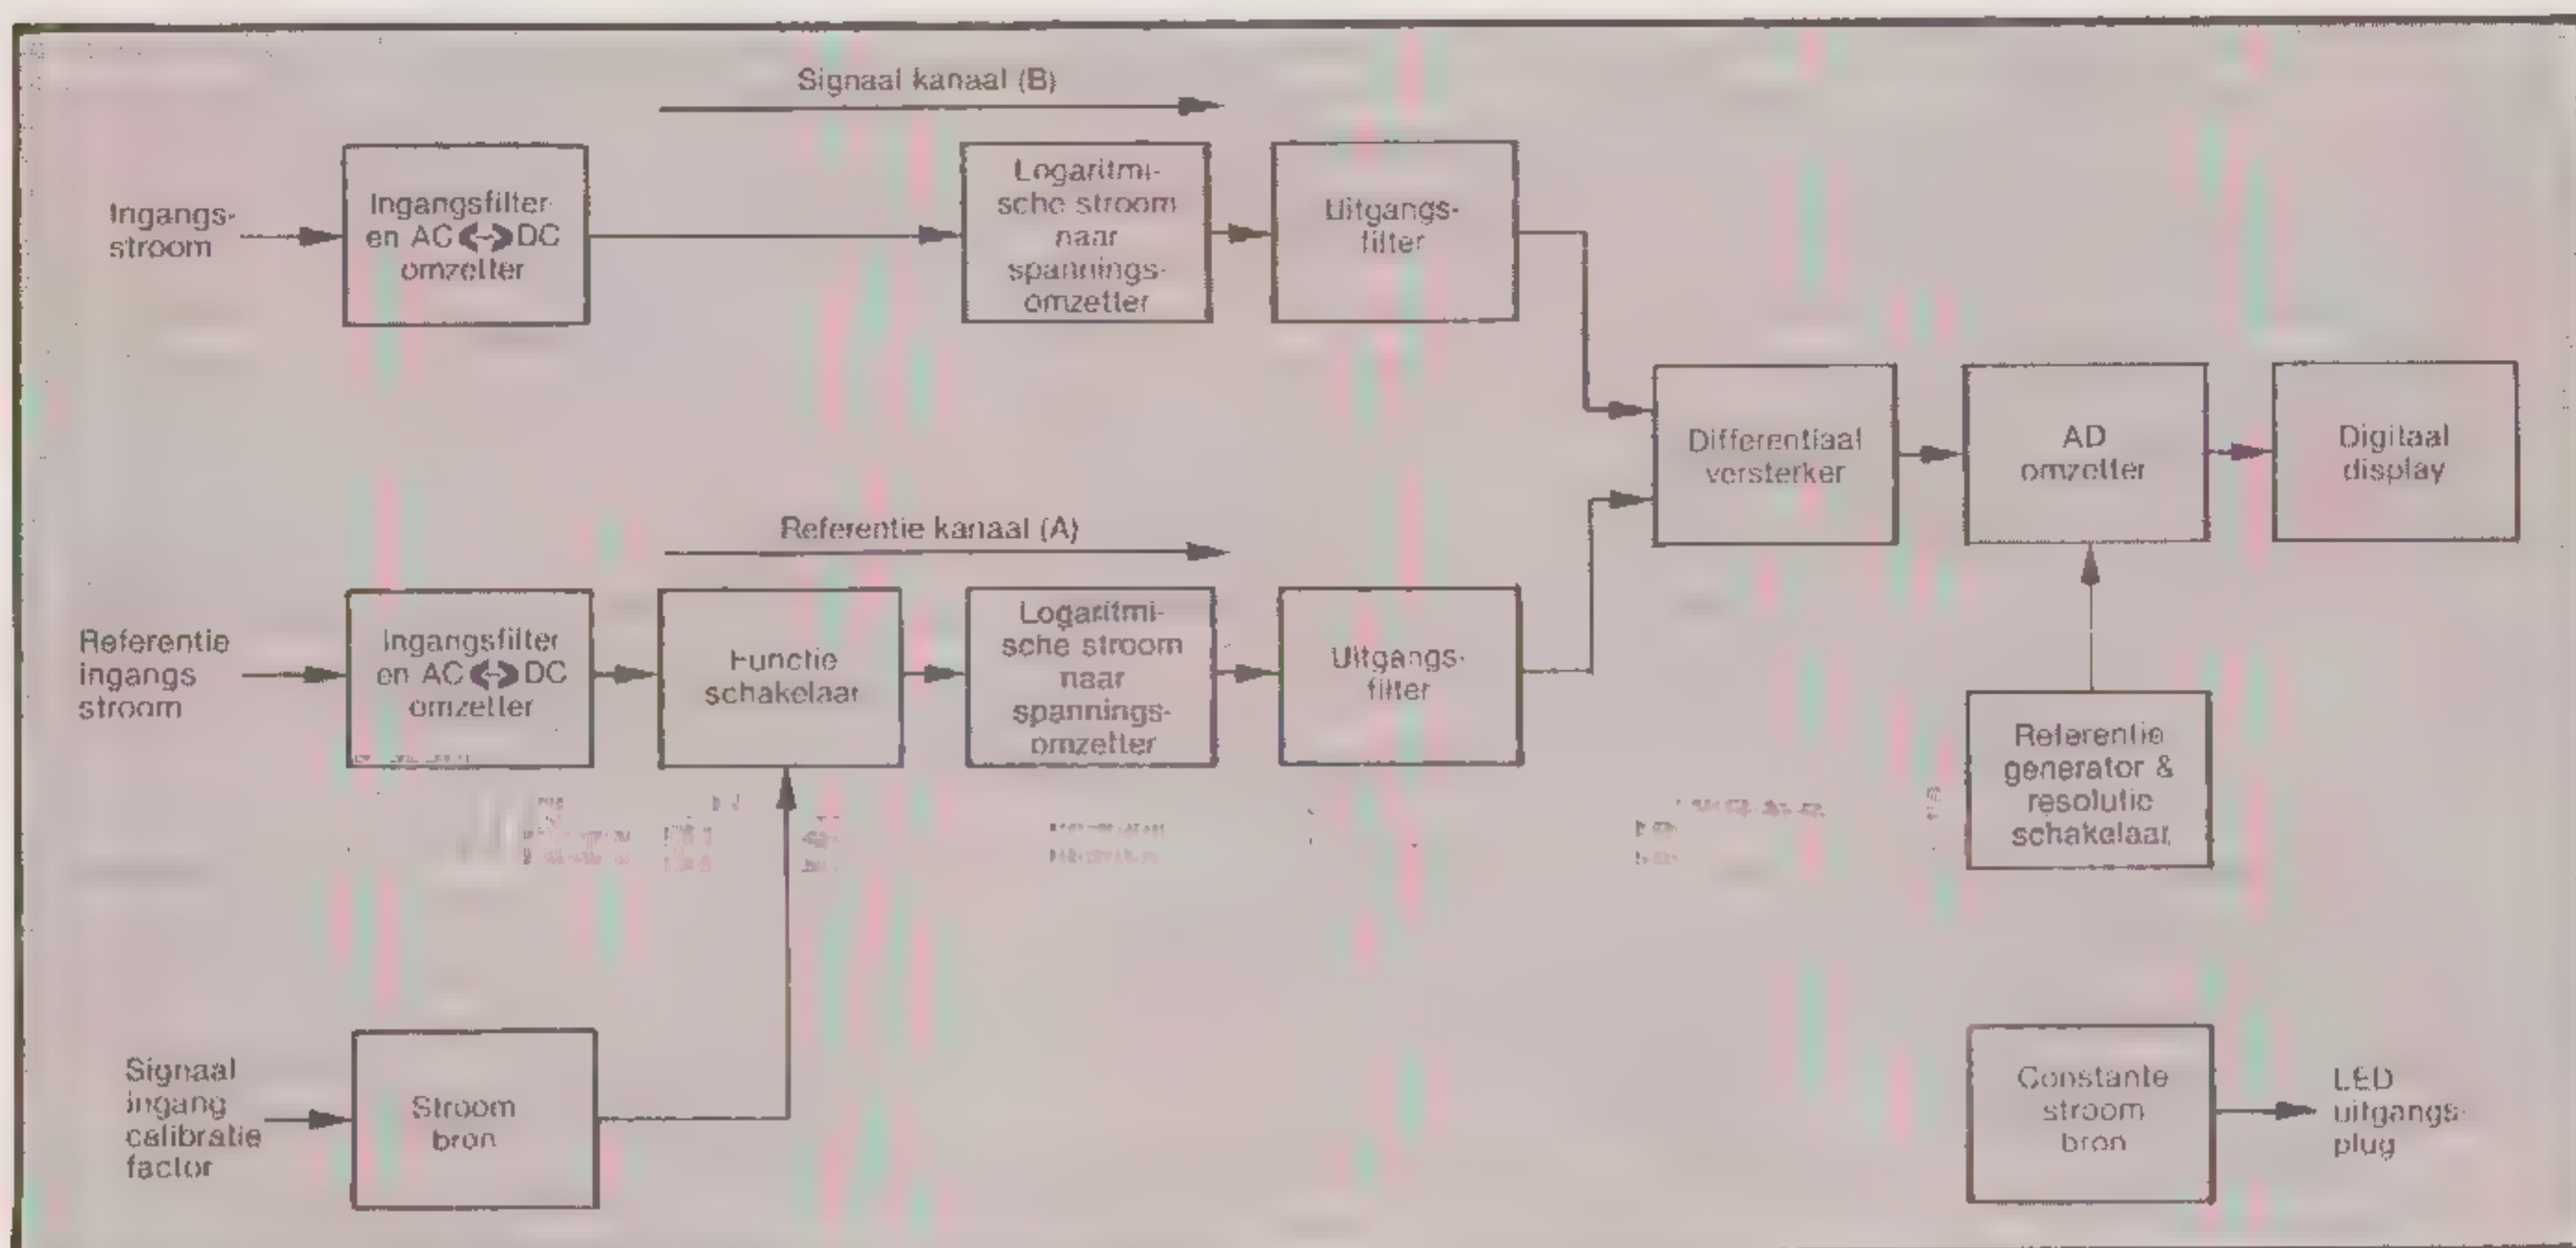 Signaal kanaal (B)
Ingangs-
stroom
Ingangsfilter
en AC <-> DC
omzetter
Logaritmi-
sche stroom
naar
spannings-
omzetter
Uitgangs-
filter
Differentiaal
versterker
AD
omzetter
Digitaal
display
Referentie kanaal (A)
Referentie
ingangs
stroom
Ingangsfilter
en AC <-> DC
omzetter
Functie
schakelaar
Logaritmi-
sche stroom
naar
spannings-
omzetter
Uitgangs-
filter
Referentie
generator &
resolutie
schakelaar
Signaal
ingang
calibratie
factor
Stroom
bron
Constante
stroom
bron
LED
uitgangs-
plug